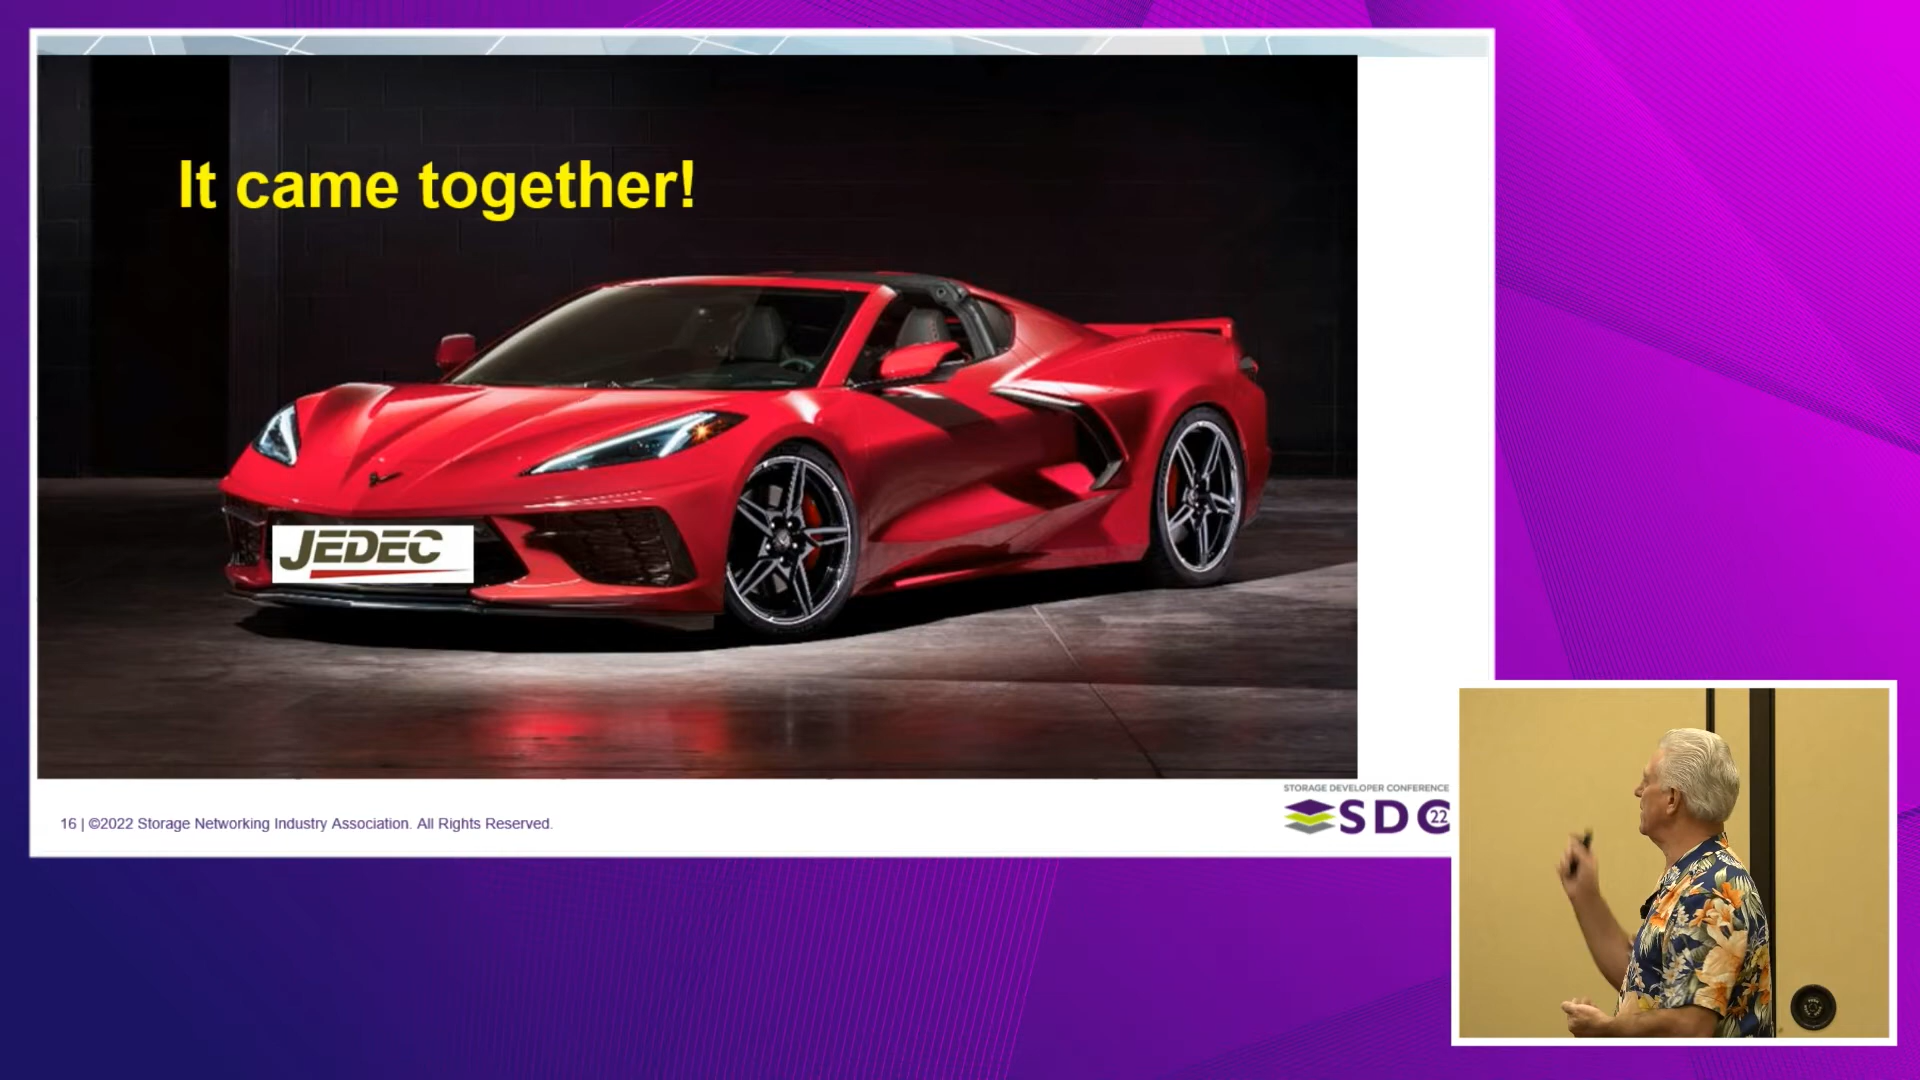 It came together!
JEDEC
STORAGE DEVELOPER CONFERENCE
SDC
22
16 | ©2022 Storage Networking Industry Association. All Rights Reserved.